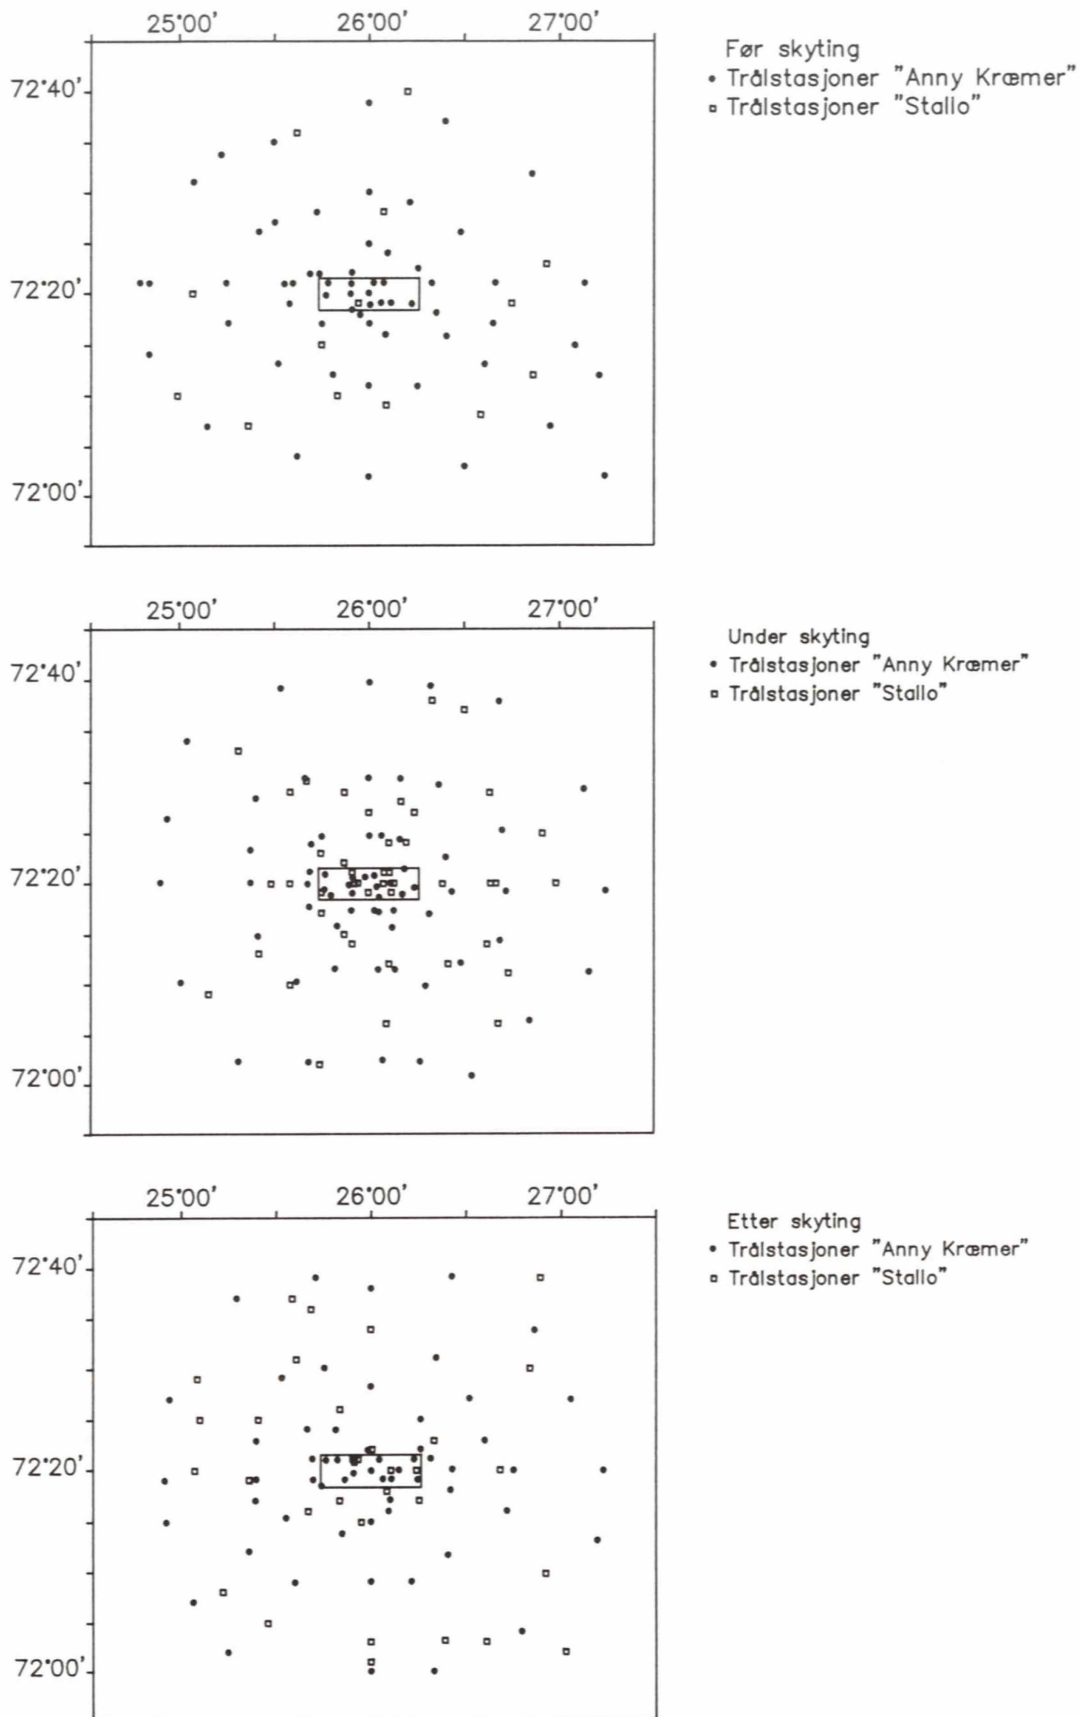 25°00' 26°00' 27°00'
72°40'
72°20'
72°00'
Før skyting
• Trålstasjoner "Anny Kræmer"
▫ Trålstasjoner "Stallo"
25°00' 26°00' 27°00'
72°40'
72°20'
72°00'
Under skyting
• Trålstasjoner "Anny Kræmer"
▫ Trålstasjoner "Stallo"
25°00' 26°00' 27°00'
72°40'
72°20'
72°00'
Etter skyting
• Trålstasjoner "Anny Kræmer"
▫ Trålstasjoner "Stallo"